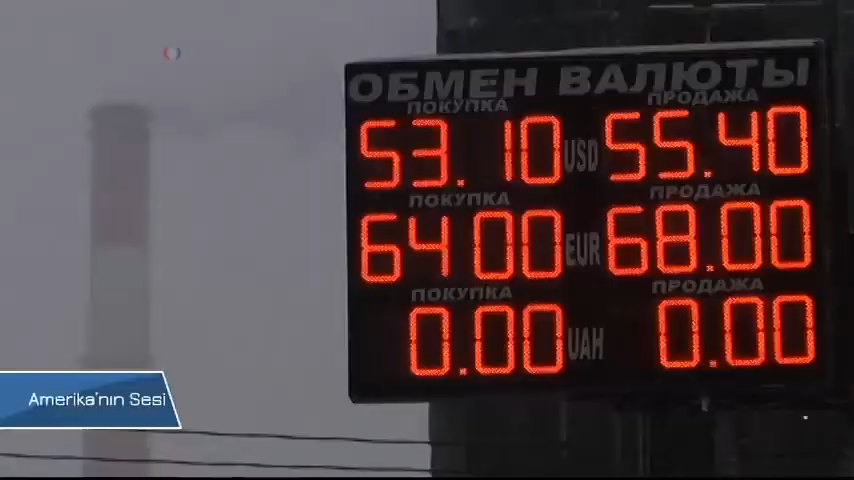 ОБМЕН ВАЛЮТЫ
ПОКУПКА ПРОДАЖА
53.10 USD 55.40
ПОКУПКА ПРОДАЖА
64.00 EUR 68.00
ПОКУПКА ПРОДАЖА
0.00 UAH 0.00
Amerika'nın Sesi